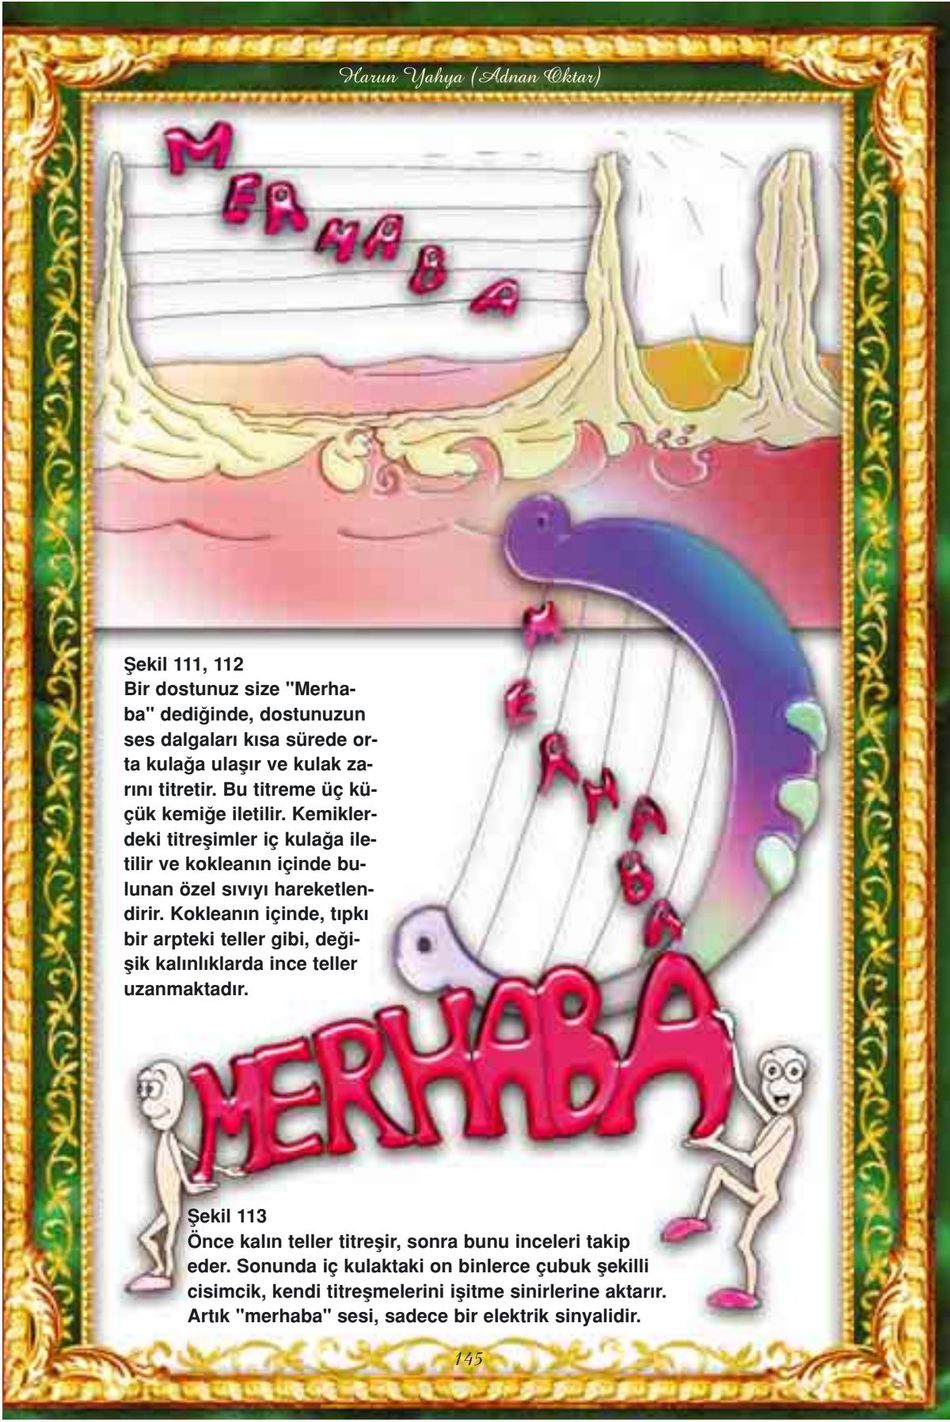 Harun Yahya (Adnan Oktar)
MERHABA
MERHABA
Şekil 111, 112
Bir dostunuz size "Merha-
ba" dediğinde, dostunuzun
ses dalgaları kısa sürede or-
ta kulağa ulaşır ve kulak za-
rını titretir. Bu titreme üç kü-
çük kemiğe iletilir. Kemikler-
deki titreşimler iç kulağa ile-
tilir ve kokleanın içinde bu-
lunan özel sıvıyı hareketlen-
dirir. Kokleanın içinde, tıpkı
bir arpteki teller gibi, deği-
şik kalınlıklarda ince teller
uzanmaktadır.
MERHABA
Şekil 113
Önce kalın teller titreşir, sonra bunu inceleri takip
eder. Sonunda iç kulaktaki on binlerce çubuk şekilli
cisimcik, kendi titreşmelerini işitme sinirlerine aktarır.
Artık "merhaba" sesi, sadece bir elektrik sinyalidir.
145